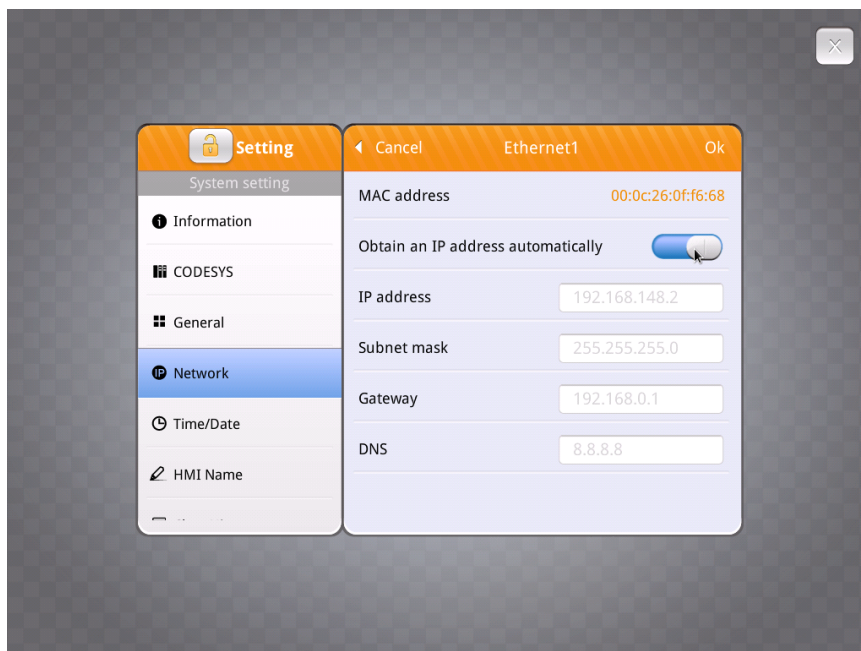 Setting
System setting
Information
CODESYS
General
IP Network
Time/Date
HMI Name
Cancel Ethernet1 Ok
MAC address 00:0c:26:0f:f6:68
Obtain an IP address automatically
IP address 192.168.148.2
Subnet mask 255.255.255.0
Gateway 192.168.0.1
DNS 8.8.8.8